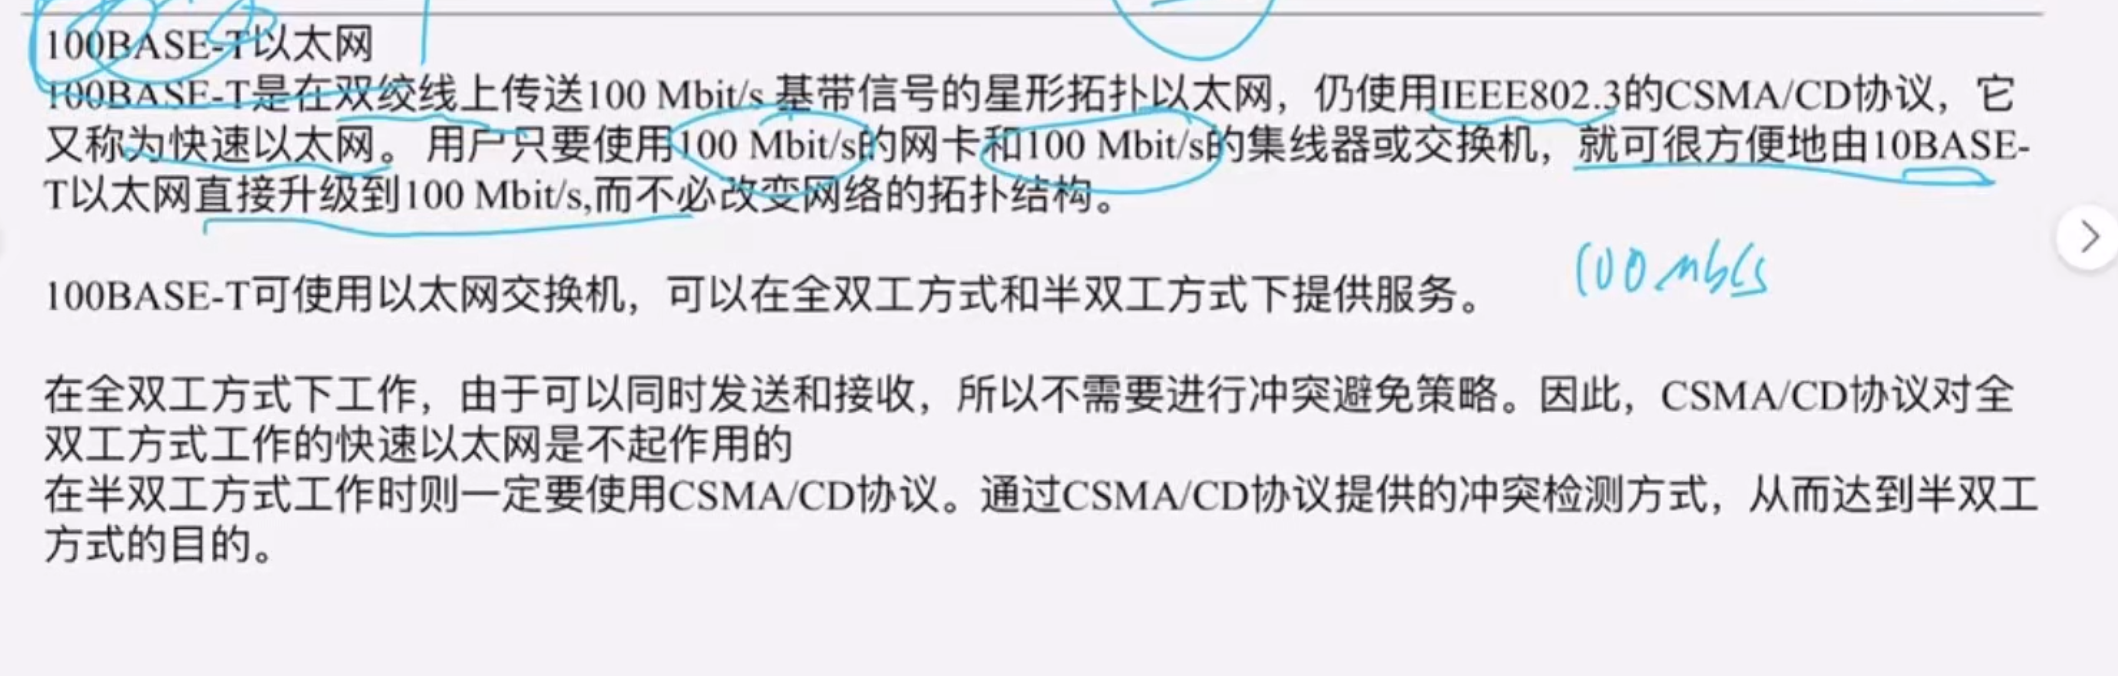 100BASE-T以太网
100BASE-T是在双绞线上传送100 Mbit/s 基带信号的星形拓扑以太网，仍使用IEEE802.3的CSMA/CD协议，它
又称为快速以太网。 用户只要使用100 Mbit/s的网卡和100 Mbit/s的集线器或交换机，就可很方便地由10BASE-
T以太网直接升级到100 Mbit/s,而不必改变网络的拓扑结构。
100 Mb/s
100BASE-T可使用以太网交换机，可以在全双工方式和半双工方式下提供服务。
在全双工方式下工作，由于可以同时发送和接收，所以不需要进行冲突避免策略。因此，CSMA/CD协议对全
双工方式工作的快速以太网是不起作用的
在半双工方式工作时则一定要使用CSMA/CD协议。通过CSMA/CD协议提供的冲突检测方式，从而达到半双工
方式的目的。